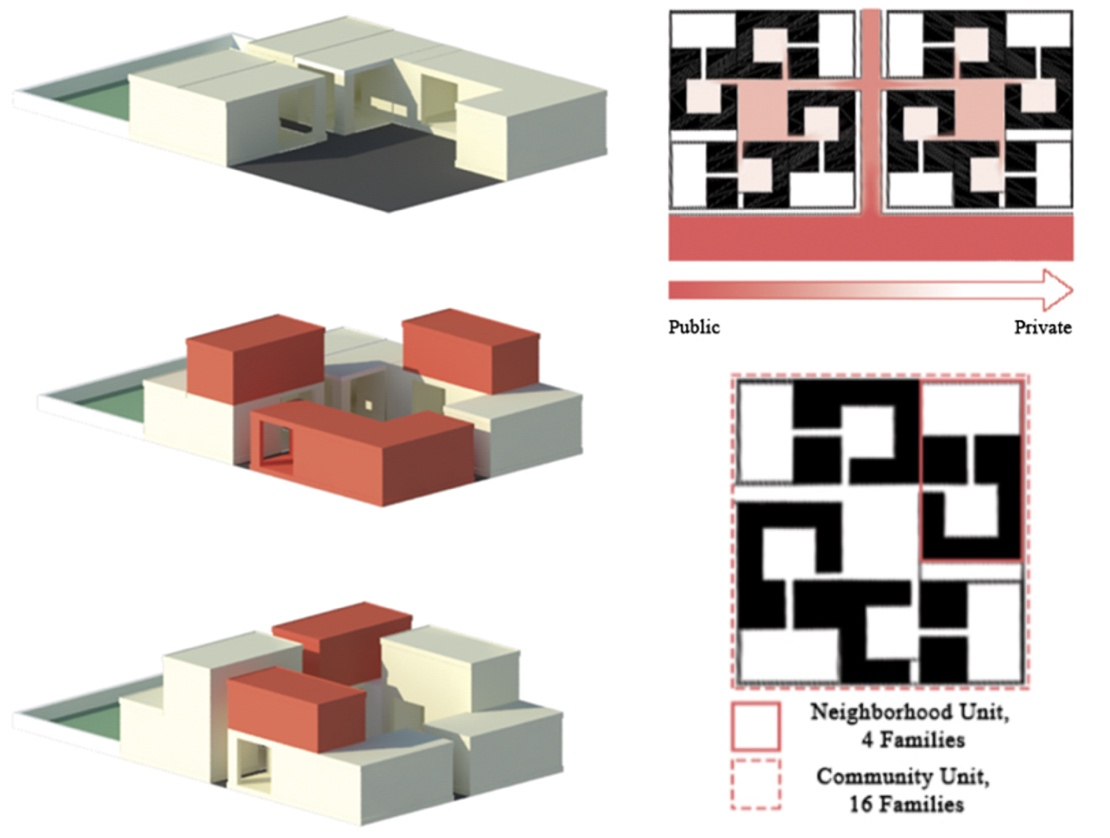 Public
Private
Neighborhood Unit,
4 Families
Community Unit,
16 Families